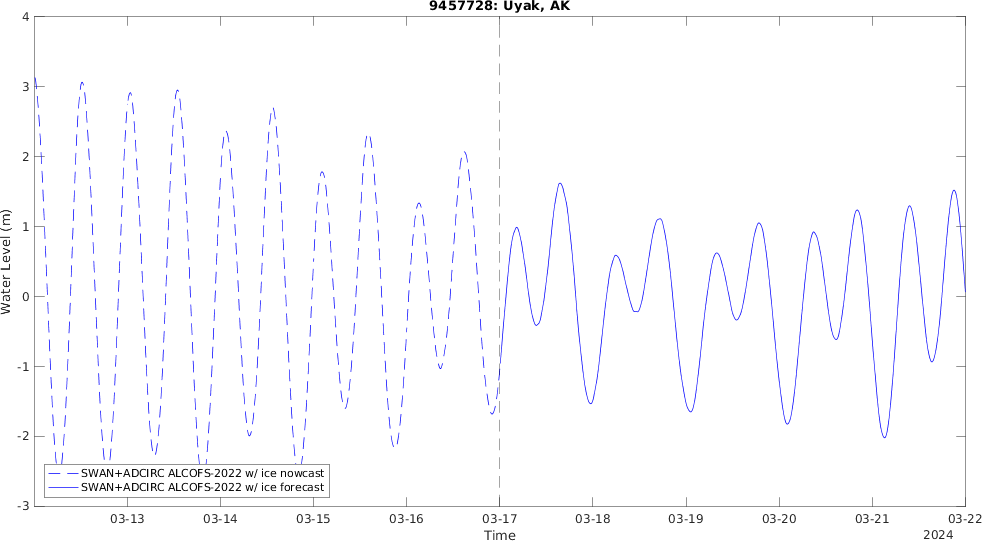 9457728: Uyak, AK
4
3
2
1
0
-1
-2
-3
Water Level (m)
SWAN+ADCIRC ALCOFS-2022 w/ ice nowcast
SWAN+ADCIRC ALCOFS-2022 w/ ice forecast
03-13 03-14 03-15 03-16 03-17 03-18 03-19 03-20 03-21 03-22
Time
2024